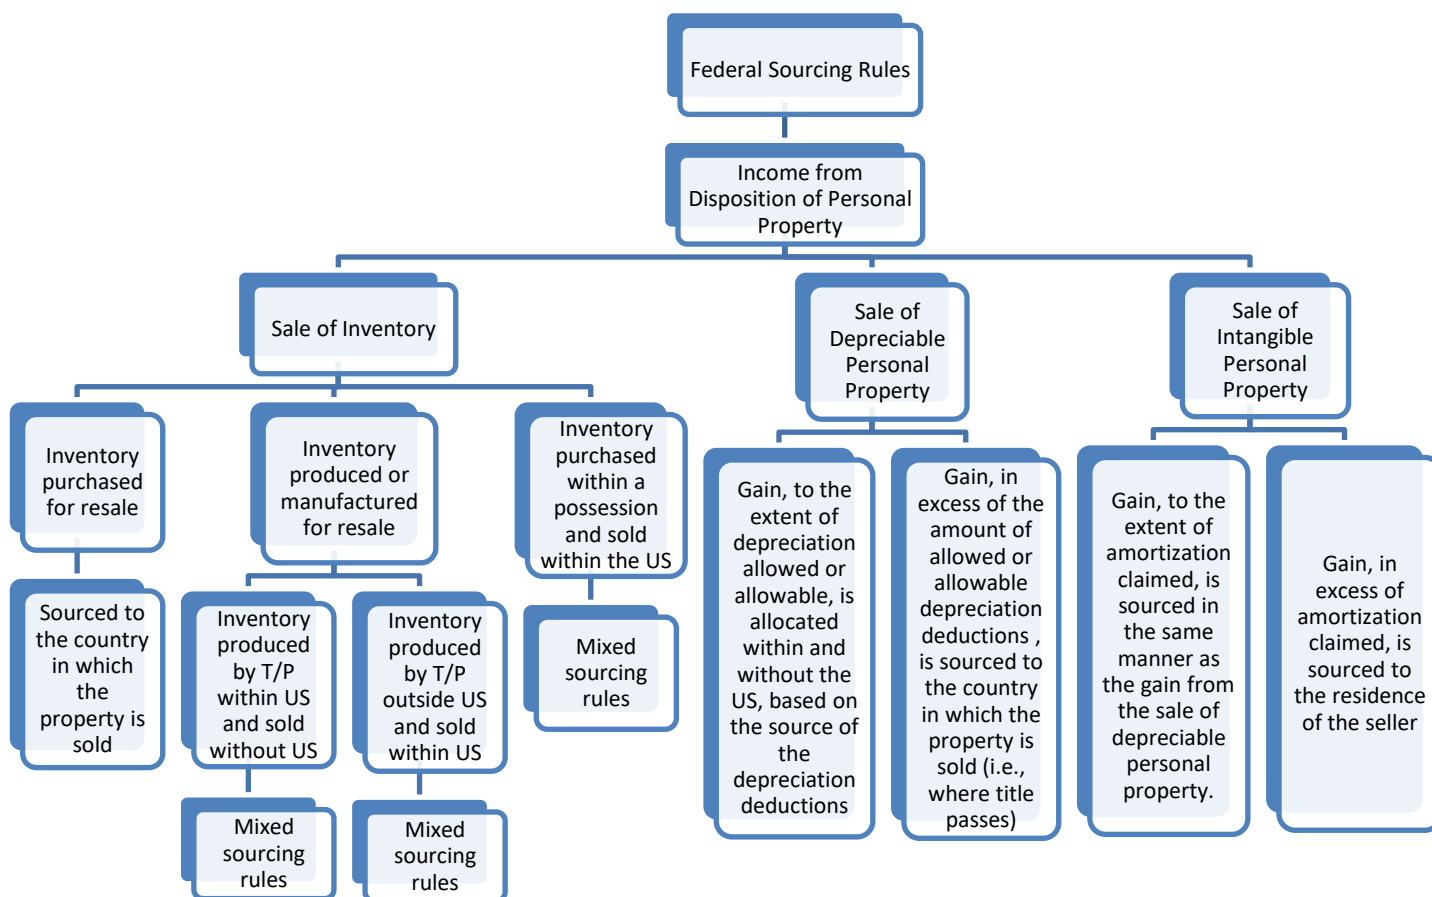 Federal Sourcing Rules
Income from
Disposition of Personal
Property
Sale of Inventory
Inventory
purchased
for resale
Sourced to
the country
in which
the
property is
sold
Inventory
produced or
manufactured
for resale
Inventory
produced
by T/P
within US
and sold
without US
Mixed
sourcing
rules
Inventory
produced
by T/P
outside US
and sold
within US
Mixed
sourcing
rules
Inventory
purchased
within a
possession
and sold
within the US
Mixed
sourcing
rules
Sale of
Depreciable
Personal
Property
Gain, to the
extent of
depreciation
allowed or
allowable, is
allocated
within and
without the
US, based on
the source of
the
depreciation
deductions
Gain, in
excess of the
amount of
allowed or
allowable
depreciation
deductions ,
is sourced to
the country
in which the
property is
sold (i.e.,
where title
passes)
Sale of
Intangible
Personal
Property
Gain, to the
extent of
amortization
claimed, is
sourced in
the same
manner as
the gain from
the sale of
depreciable
personal
property.
Gain, in
excess of
amortization
claimed, is
sourced to
the residence
of the seller